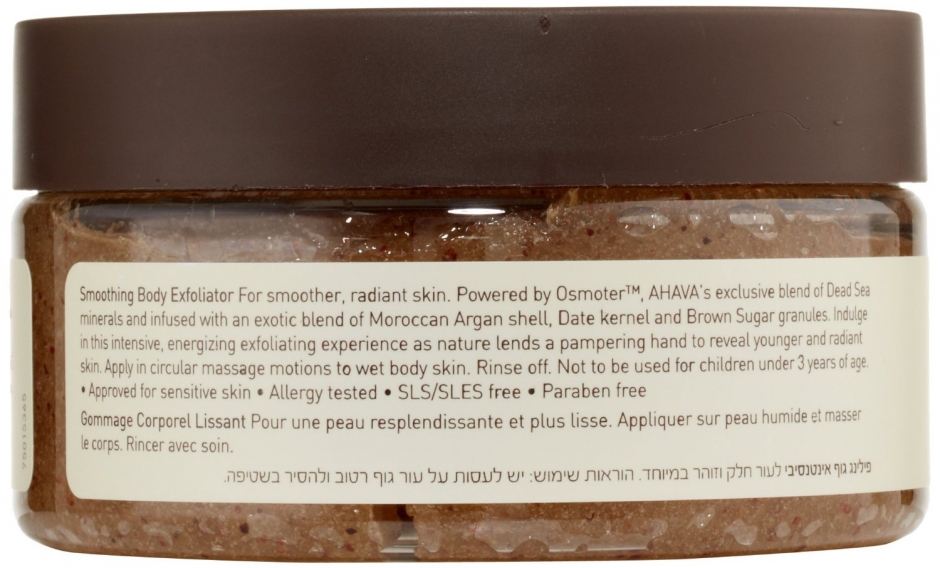 Smoothing Body Exfoliator For smoother, radiant skin. Powered by Osmoter™, AHAVA's exclusive blend of Dead Sea
minerals and infused with an exotic blend of Moroccan Argan shell, Date kernel and Brown Sugar granules. Indulge
in this intensive, energizing exfoliating experience as nature lends a pampering hand to reveal younger and radiant
skin. Apply in circular massage motions to wet body skin. Rinse off. Not to be used for children under 3 years of age.
• Approved for sensitive skin • Allergy tested • SLS/SLES free • Paraben free
Gommage Corporel Lissant Pour une peau resplendissante et plus lisse. Appliquer sur peau humide et masser
le corps. Rincer avec soin.
פילינג גוף אינטנסיבי לעור חלק וזוהר במיוחד. הוראות שימוש: יש לעסות על עור גוף רטוב ולהסיר בשטיפה.
75015365